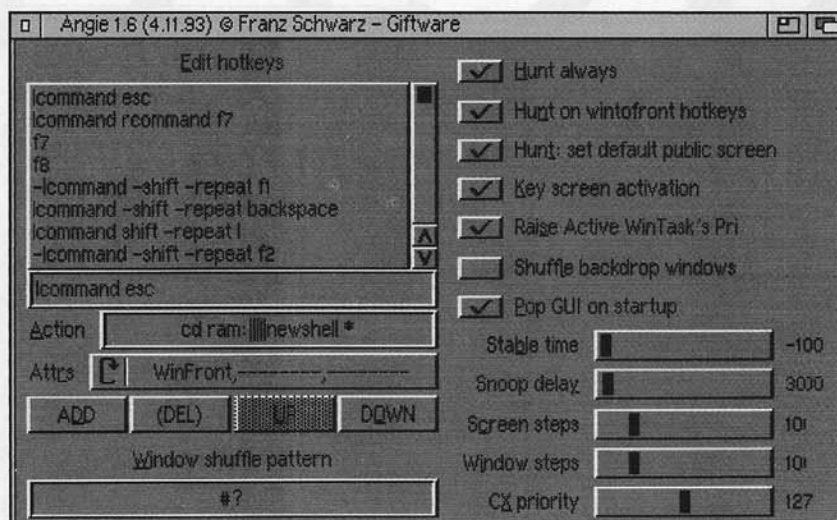 Angie 1.6 (4.11.93) © Franz Schwarz – Giftware
Edit hotkeys
lcommand esc
lcommand rcommand f7
f7
f8
-lcommand -shift -repeat f1
lcommand -shift -repeat backspace
lcommand shift -repeat l
-lcommand -shift -repeat f2
lcommand esc
Action cd ram:||||newshell *
Attrs WinFront,--------,--------
ADD (DEL) UP DOWN
Window shuffle pattern
#?
Hunt always
Hunt on wintofront hotkeys
Hunt: set default public screen
Key screen activation
Raise Active WinTask's Pri
Shuffle backdrop windows
Pop GUI on startup
Stable time -100
Snoop delay 3000
Screen steps
Window steps
CX priority 127